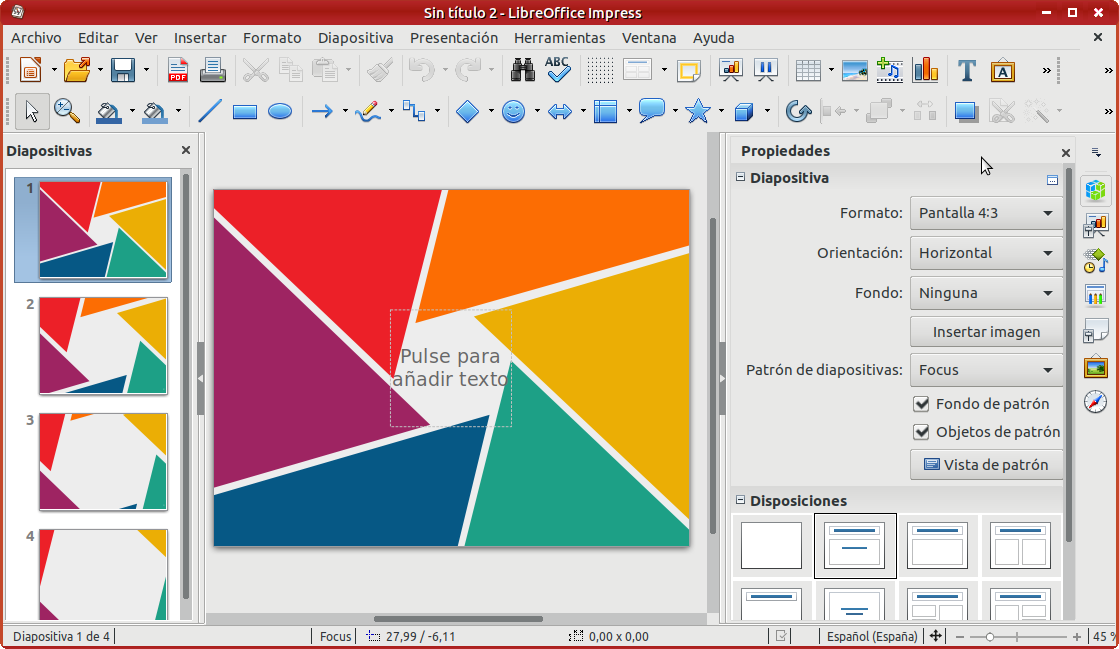 Sin título 2 - LibreOffice Impress
Archivo Editar Ver Insertar Formato Diapositiva Presentación Herramientas Ventana Ayuda
PDF
ABC
T
A
Diapositivas
1
2
3
4
Pulse para
añadir texto
Propiedades
Diapositiva
Formato: Pantalla 4:3
Orientación: Horizontal
Fondo: Ninguna
Insertar imagen
Patrón de diapositivas: Focus
Fondo de patrón
Objetos de patrón
Vista de patrón
Disposiciones
Diapositiva 1 de 4 Focus 27,99 / -6,11 0,00 x 0,00 Español (España) 45 %